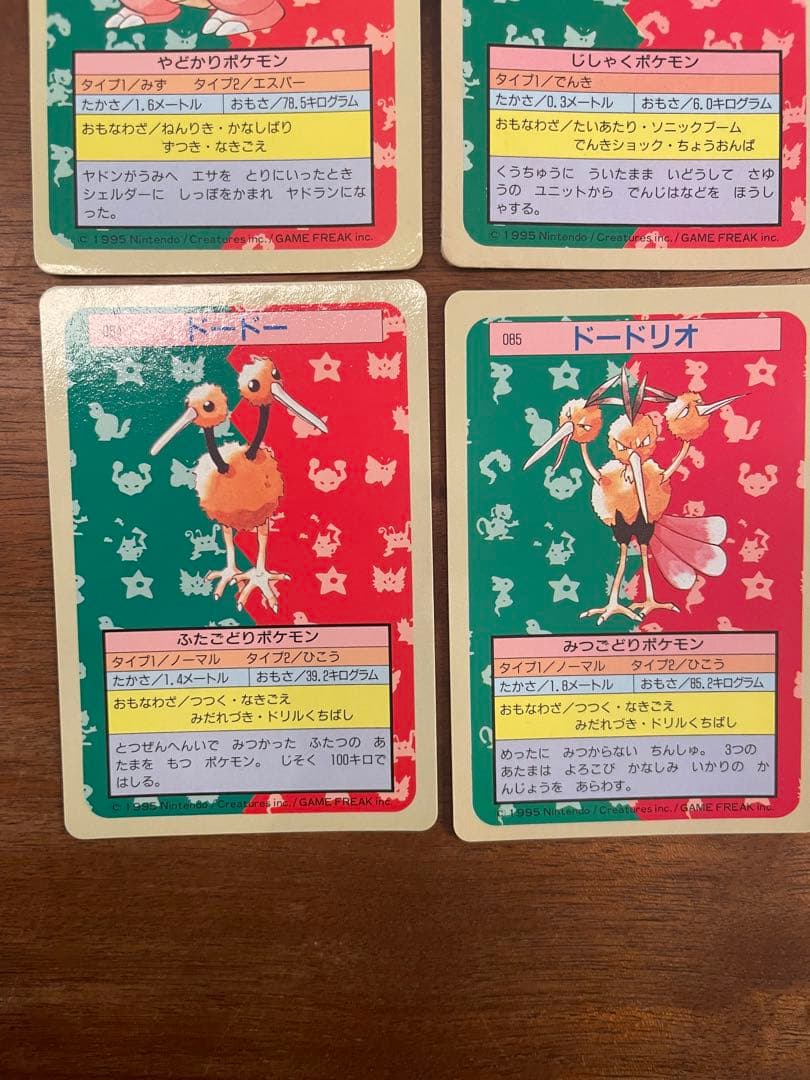 やどかりポケモン
タイプ1/みず タイプ2/エスパー
たかさ/1.6メートル おもさ/78.5キログラム
おもなわざ/ねんりき・かなしばり
ずつき・なきごえ
ヤドンがうみへ エサを とりにいったとき
シェルダーに しっぽをかまれ ヤドランにな
った。
© 1995 Nintendo/Creatures inc./GAME FREAK inc.
じしゃくポケモン
タイプ1/でんき
たかさ/0.3メートル おもさ/6.0キログラム
おもなわざ/たいあたり・ソニックブーム
でんきショック・ちょうおんぱ
くうちゅうに ういたまま いどうして さゆ
うの ユニットから でんじはなどを ほうし
ゃする。
© 1995 Nintendo/Creatures inc./GAME FREAK inc.
084 ドードー
ふたごどりポケモン
タイプ1/ノーマル タイプ2/ひこう
たかさ/1.4メートル おもさ/39.2キログラム
おもなわざ/つつく・なきごえ
みだれづき・ドリルくちばし
とつぜんへんいで みつかった ふたつの あ
たまを もつ ポケモン。 じそく 100キロで
はしる。
© 1995 Nintendo/Creatures inc./GAME FREAK inc.
085 ドードリオ
みつごどりポケモン
タイプ1/ノーマル タイプ2/ひこう
たかさ/1.8メートル おもさ/85.2キログラム
おもなわざ/つつく・なきごえ
みだれづき・ドリルくちばし
めったに みつからない ちんしゅ。 3つの
あたまは よろこび かなしみ いかりの か
んじょうを あらわす。
© 1995 Nintendo/Creatures inc./GAME FREAK inc.